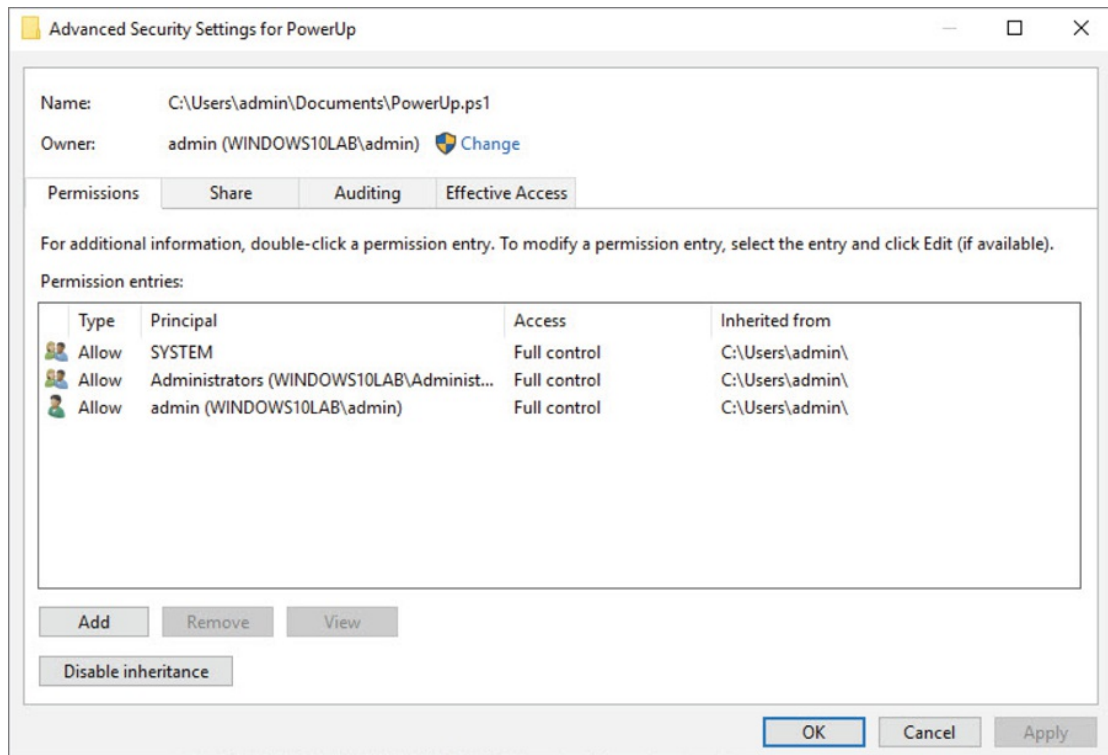 Advanced Security Settings for PowerUp
Name: C:\Users\admin\Documents\PowerUp.ps1
Owner: admin (WINDOWS10LAB\admin) Change
Permissions Share Auditing Effective Access
For additional information, double-click a permission entry. To modify a permission entry, select the entry and click Edit (if available).
Permission entries:
Type Principal Access Inherited from
Allow SYSTEM Full control C:\Users\admin\
Allow Administrators (WINDOWS10LAB\Administ... Full control C:\Users\admin\
Allow admin (WINDOWS10LAB\admin) Full control C:\Users\admin\
Add Remove View
Disable inheritance
OK Cancel Apply